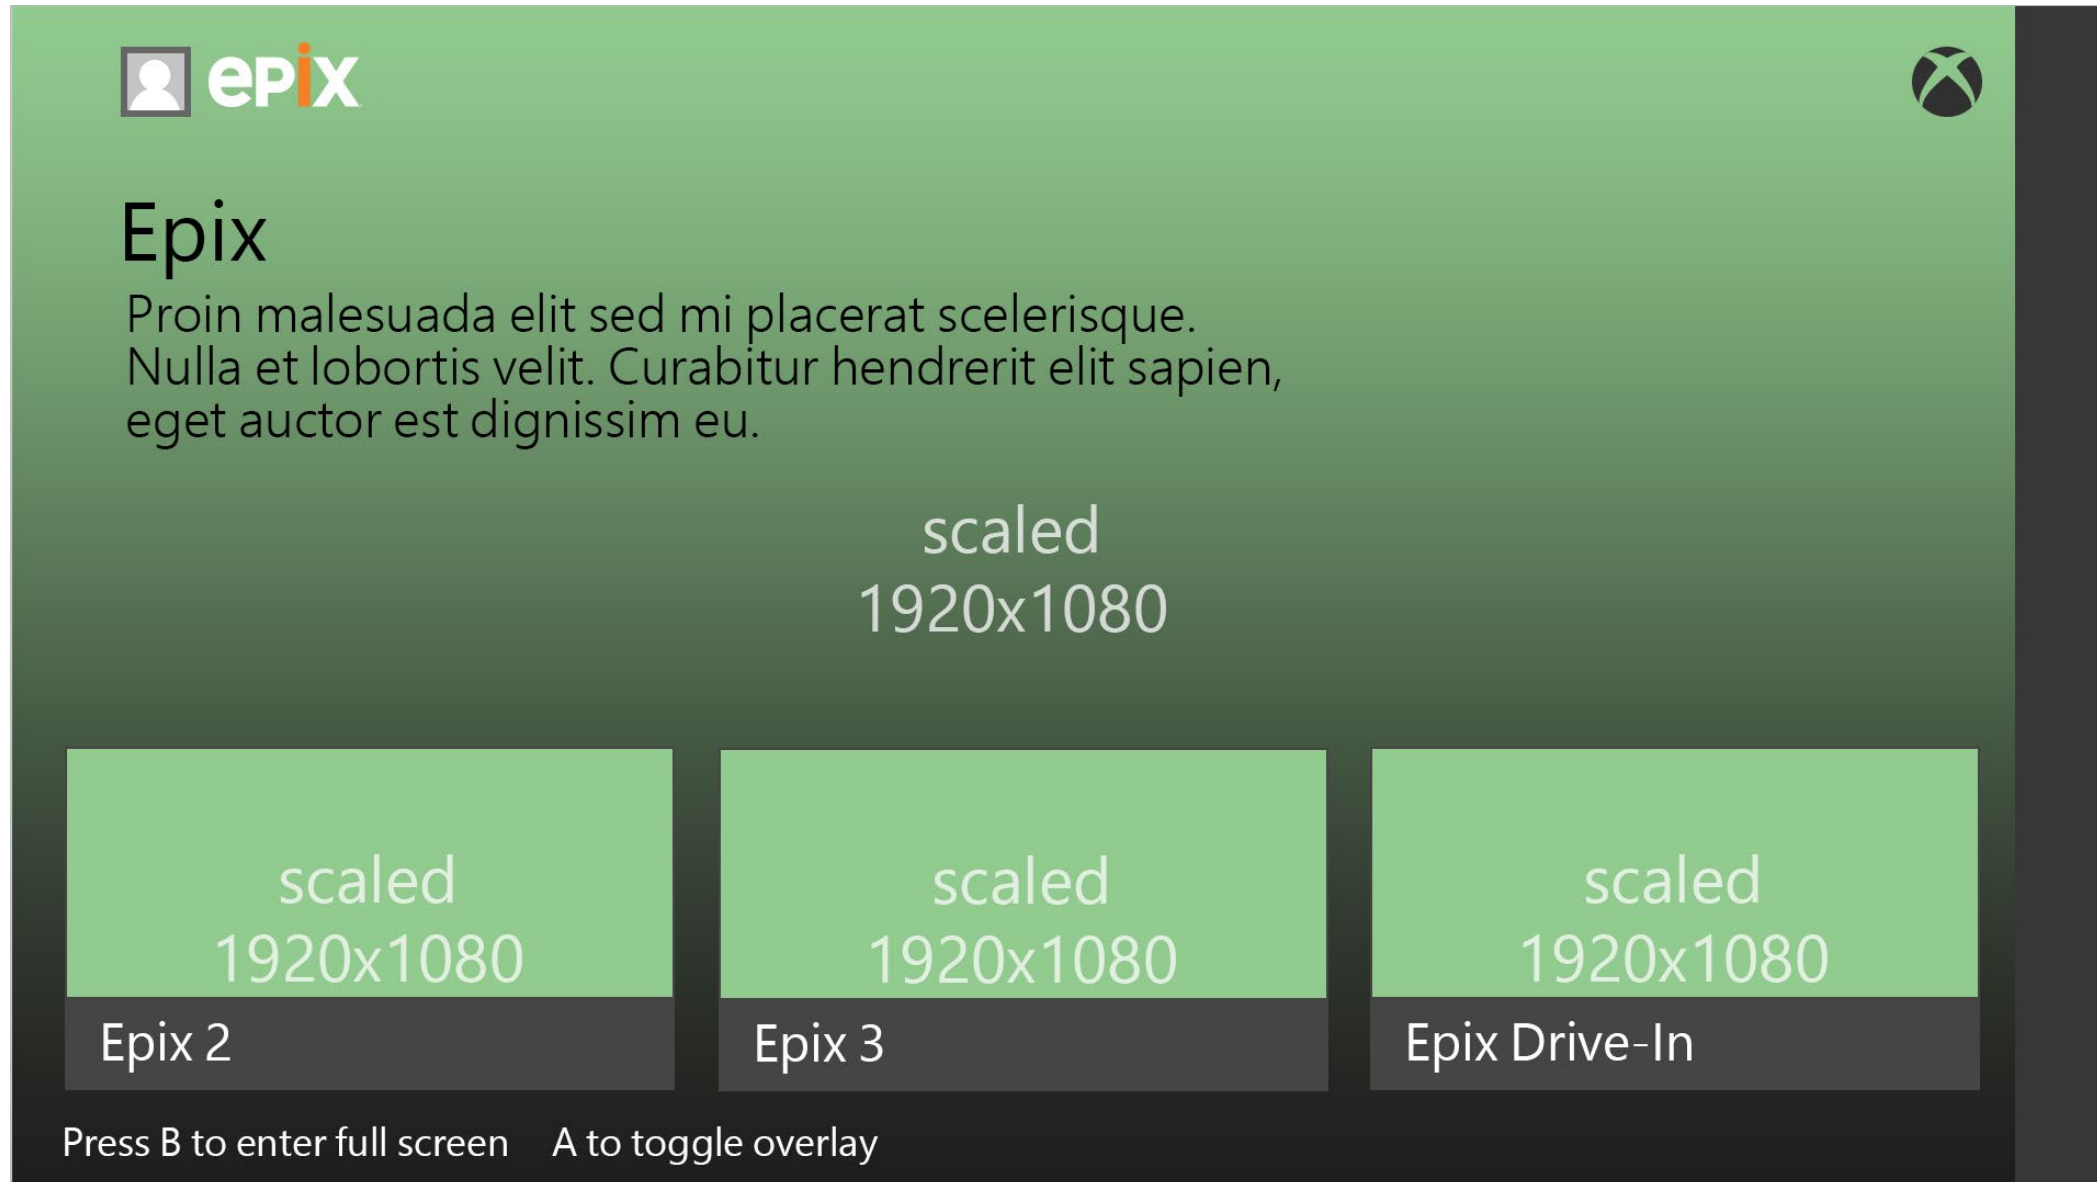 epix
Epix
Proin malesuada elit sed mi placerat scelerisque.
Nulla et lobortis velit. Curabitur hendrerit elit sapien,
eget auctor est dignissim eu.
scaled
1920x1080
scaled
1920x1080
Epix 2
scaled
1920x1080
Epix 3
scaled
1920x1080
Epix Drive-In
Press B to enter full screen A to toggle overlay